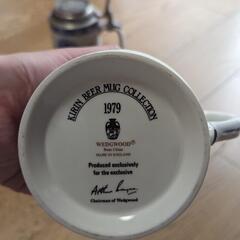 KIRIN BEER MUG COLLECTION
1979
WEDGWOOD®
Bone China
MADE IN ENGLAND
Produced exclusively
for the exclusive
Chairman of Wedgwood